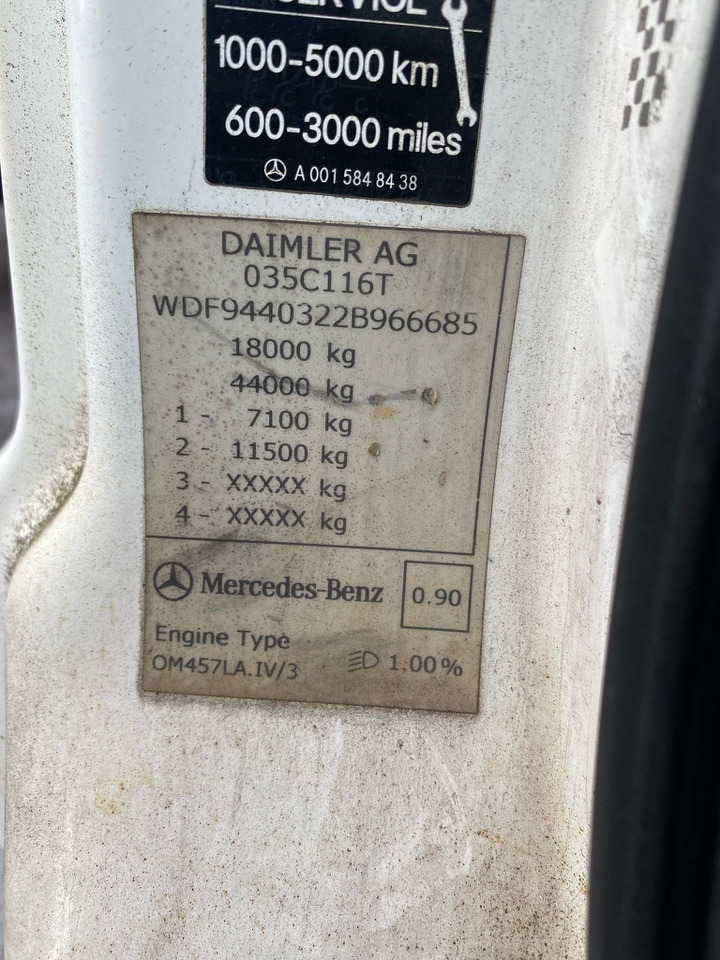 SERVICE
1000-5000 km
600-3000 miles
A 001 584 84 38
DAIMLER AG
035C116T
WDF9440322B966685
18000 kg
44000 kg
1 - 7100 kg
2 - 11500 kg
3 - XXXXX kg
4 - XXXXX kg
Mercedes-Benz 0.90
Engine Type
OM457LA.IV/3 1.00%